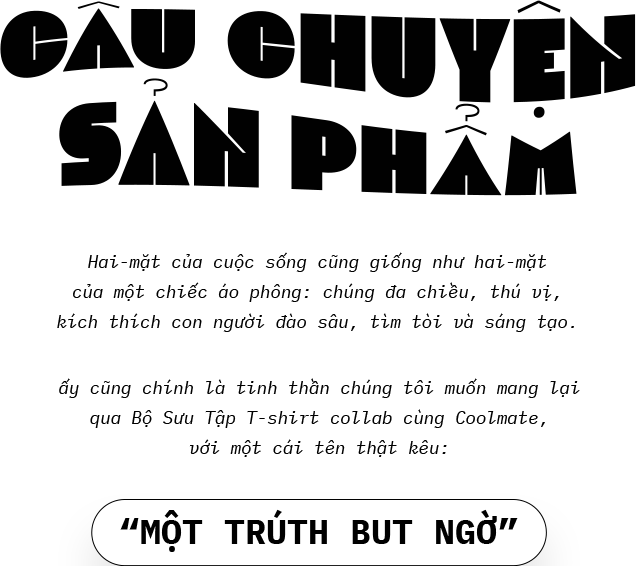 CÂU CHUYỆN
SẢN PHẨM
Hai-mặt của cuộc sống cũng giống như hai-mặt
của một chiếc áo phông: chúng đa chiều, thú vị,
kích thích con người đào sâu, tìm tòi và sáng tạo.
ấy cũng chính là tinh thần chúng tôi muốn mang lại
qua Bộ Sưu Tập T-shirt collab cùng Coolmate,
với một cái tên thật kêu:
“MỘT TRÚTH BUT NGỜ”